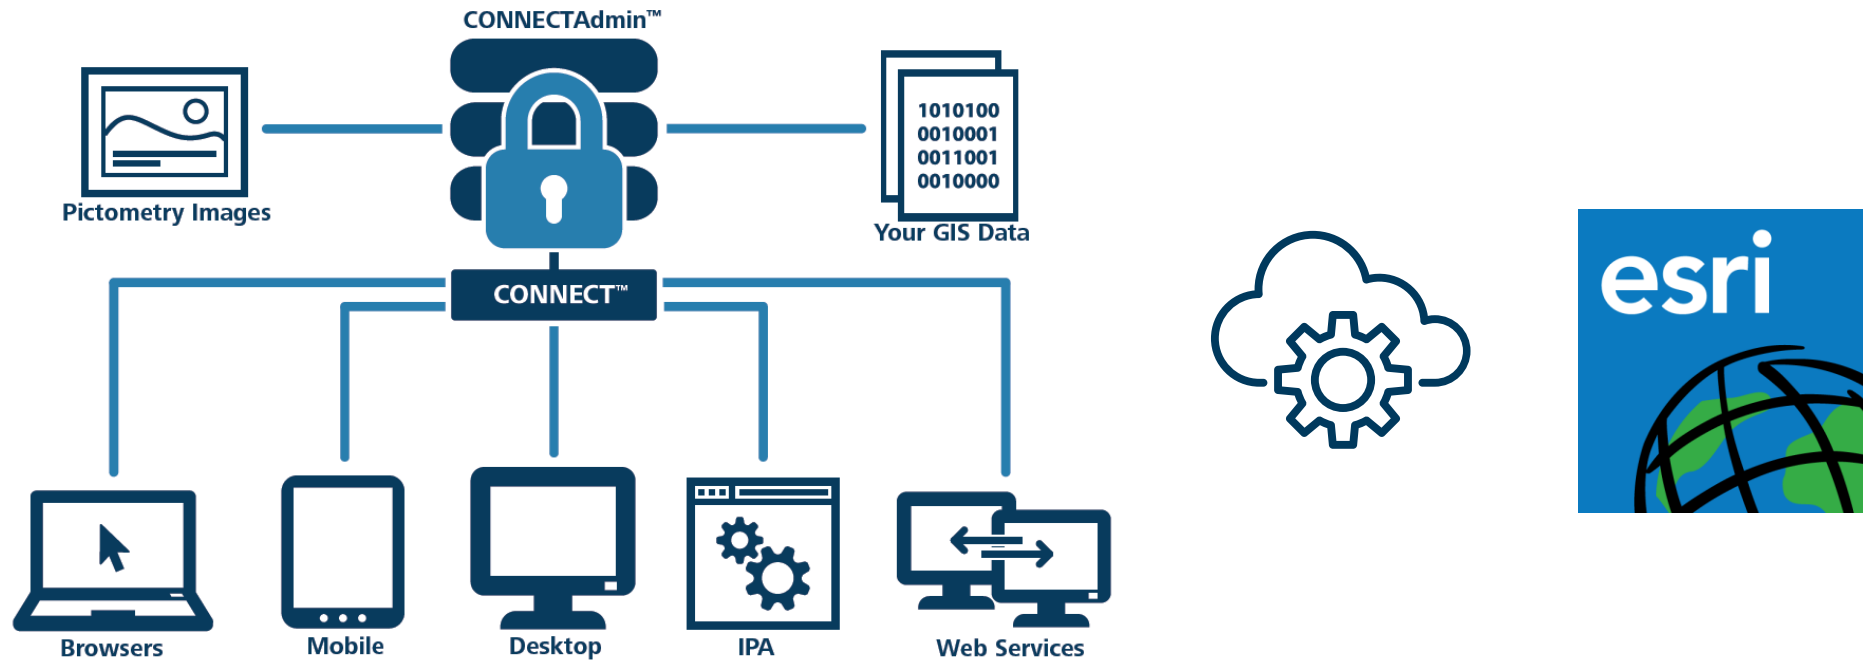 CONNECTAdmin™
1010100
0010001
0011001
0010000
Pictometry Images
Your GIS Data
esri
CONNECT™
Browsers
Mobile
Desktop
IPA
Web Services